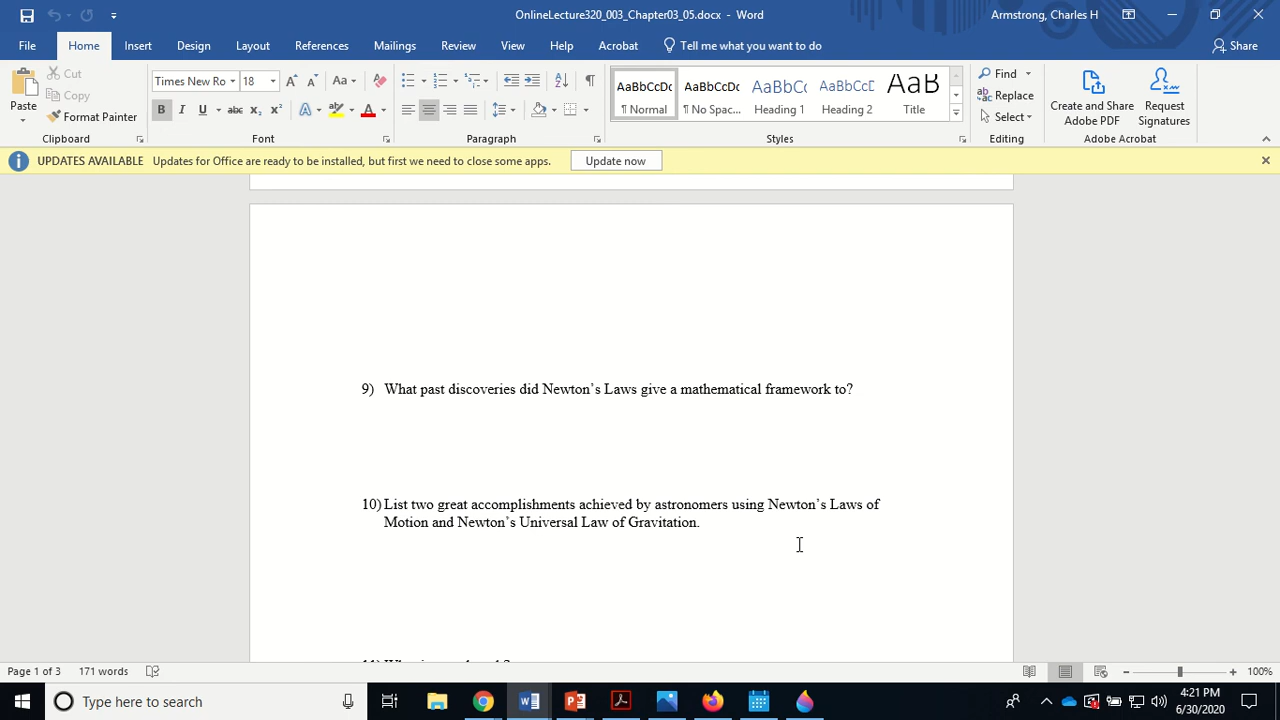 OnlineLecture320_003_Chapter03_05.docx - Word
Armstrong, Charles H
File Home Insert Design Layout References Mailings Review View Help Acrobat Tell me what you want to do Share
Paste
Cut
Copy
Format Painter
Clipboard
Times New Ro 18
Font
Paragraph
AaBbCcDc ¶ Normal
AaBbCcDc ¶ No Spac...
AaBbCc Heading 1
AaBbCcD Heading 2
AaB Title
Styles
Find
Replace
Select
Editing
Create and Share Adobe PDF
Request Signatures
Adobe Acrobat
UPDATES AVAILABLE Updates for Office are ready to be installed, but first we need to close some apps. Update now
9) What past discoveries did Newton’s Laws give a mathematical framework to?
10) List two great accomplishments achieved by astronomers using Newton’s Laws of
Motion and Newton’s Universal Law of Gravitation.
Page 1 of 3 171 words 100%
Type here to search
4:21 PM
6/30/2020